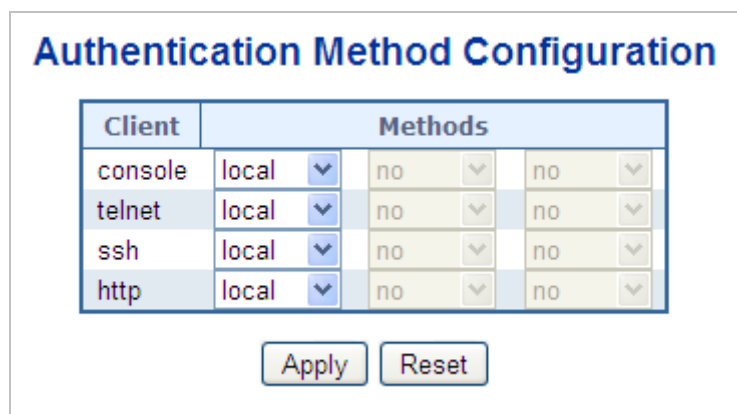 Authentication Method Configuration
Client Methods
console local no no
telnet local no no
ssh local no no
http local no no
Apply Reset